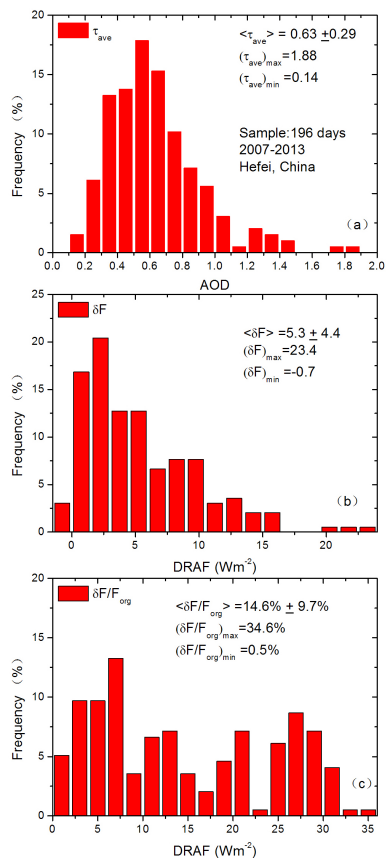 τave
<τave> = 0.63 ±0.29
(τave)max=1.88
(τave)min =0.14
Sample:196 days
2007-2013
Hefei, China
(a)
Frequency (%)
20
15
10
5
0
0.0 0.2 0.4 0.6 0.8 1.0 1.2 1.4 1.6 1.8 2.0
AOD
δF
<δF> =5.3 ± 4.4
(δF)max=23.4
(δF)min =-0.7
(b)
Frequency (%)
25
20
15
10
5
0
0 5 10 15 20
DRAF (Wm-2)
δF/Forg
<δF/Forg> =14.6% ± 9.7%
(δF/Forg)max=34.6%
(δF/Forg)min =0.5%
(c)
Frequency (%)
20
15
10
5
0
0 5 10 15 20 25 30 35
DRAF (Wm-2)